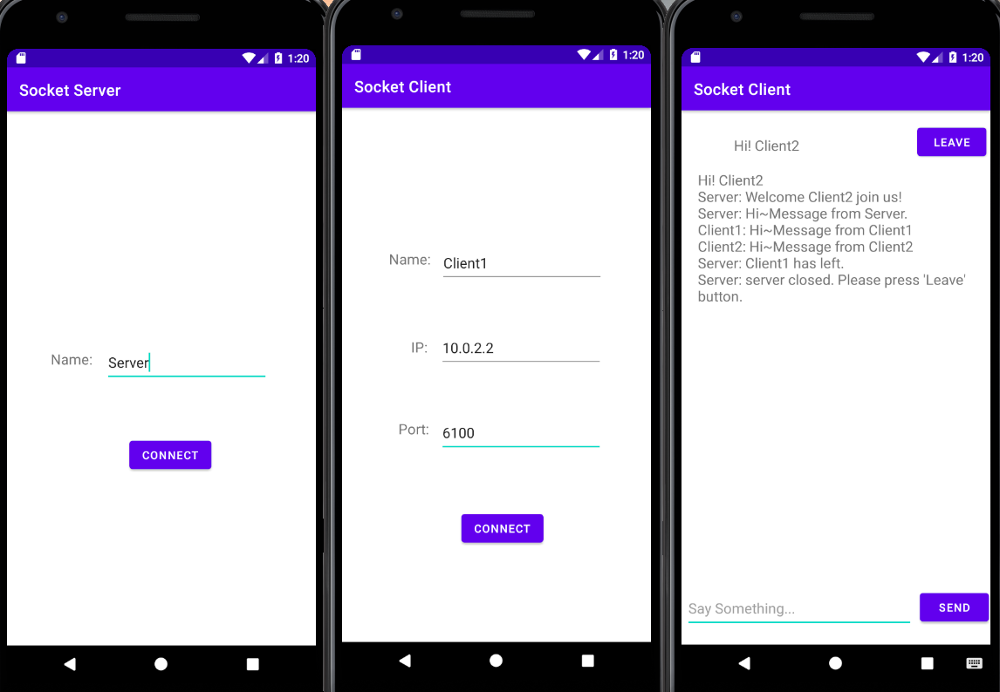 1:20
Socket Server
Name:
Server
CONNECT
1:20
Socket Client
Name:
Client1
IP:
10.0.2.2
Port:
6100
CONNECT
1:20
Socket Client
Hi! Client2
LEAVE
Hi! Client2
Server: Welcome Client2 join us!
Server: Hi~Message from Server.
Client1: Hi~Message from Client1
Client2: Hi~Message from Client2
Server: Client1 has left.
Server: server closed. Please press 'Leave'
button.
Say Something...
SEND